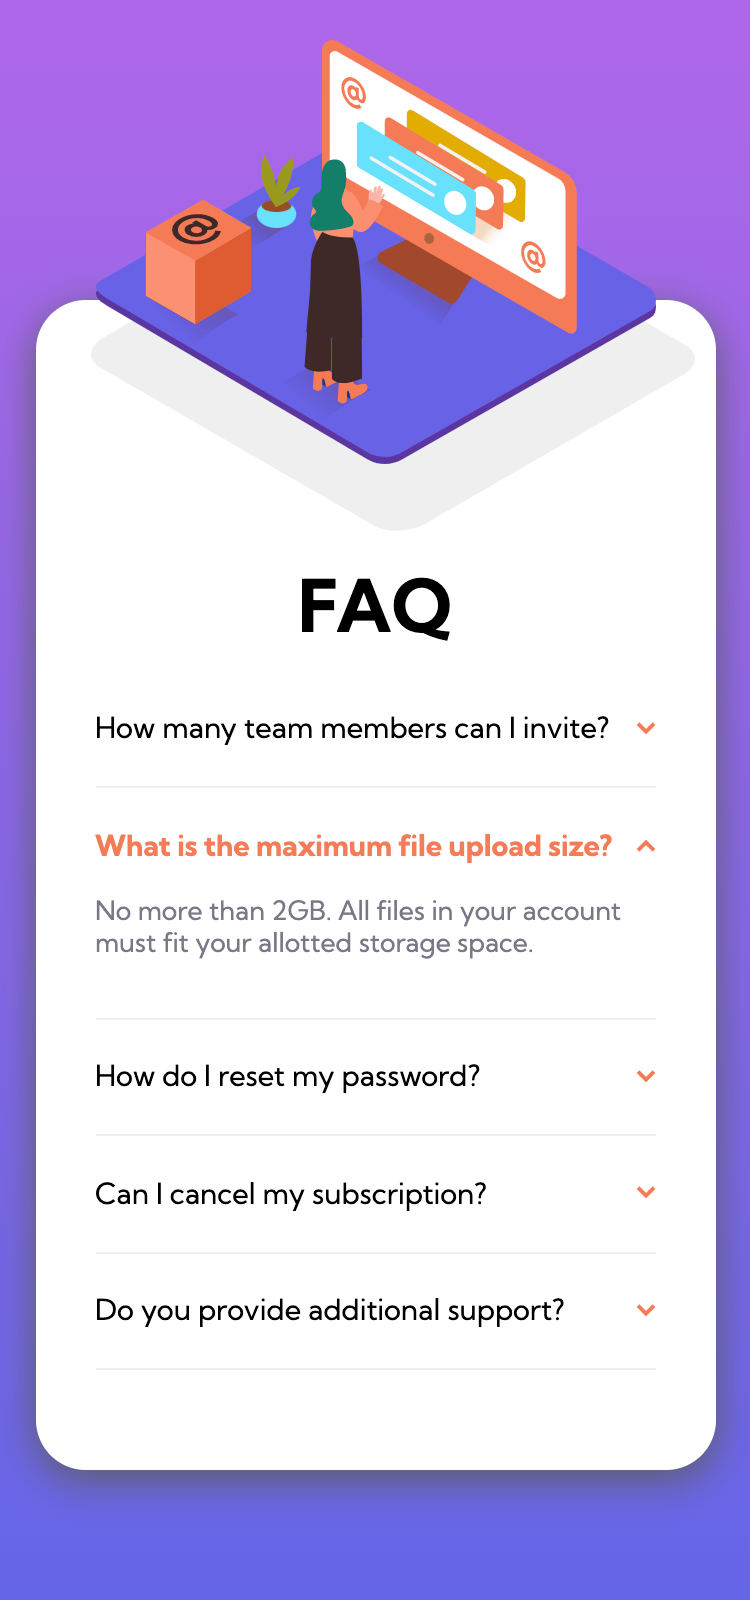 @
@
@
FAQ
How many team members can I invite?
What is the maximum file upload size?
No more than 2GB. All files in your account
must fit your allotted storage space.
How do I reset my password?
Can I cancel my subscription?
Do you provide additional support?